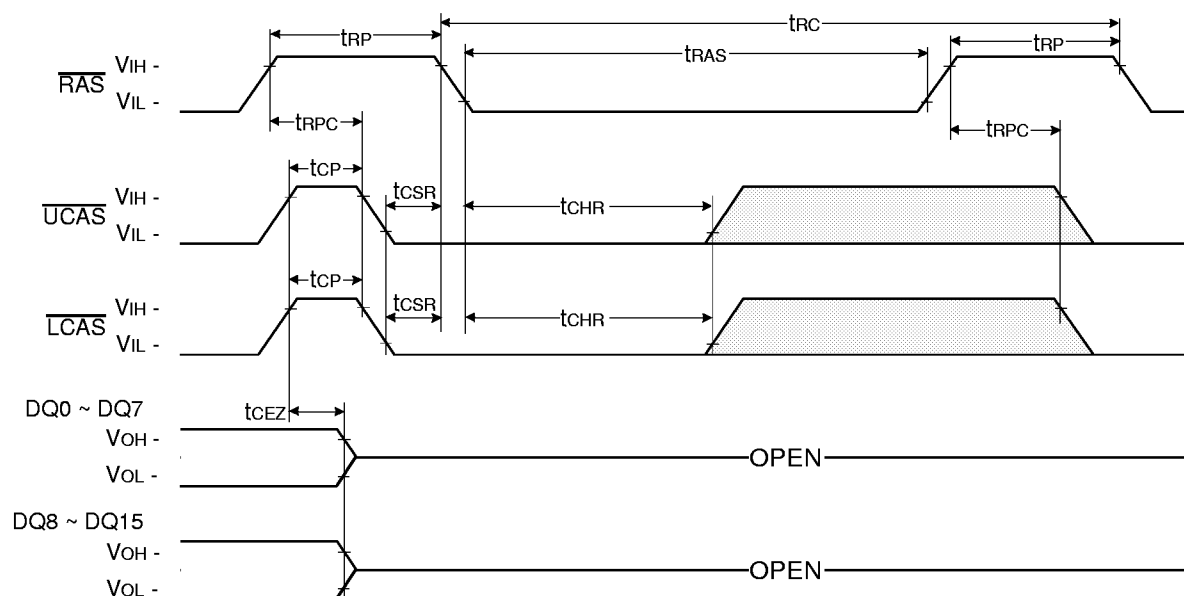 tRC
tRP
tRAS
tRP
RAS
VIH -
VIL -
tRPC
tRPC
tCP
tCSR
tCHR
UCAS
VIH -
VIL -
tCP
tCSR
tCHR
LCAS
VIH -
VIL -
DQ0 ~ DQ7
tCEZ
VOH -
VOL -
OPEN
DQ8 ~ DQ15
VOH -
VOL -
OPEN